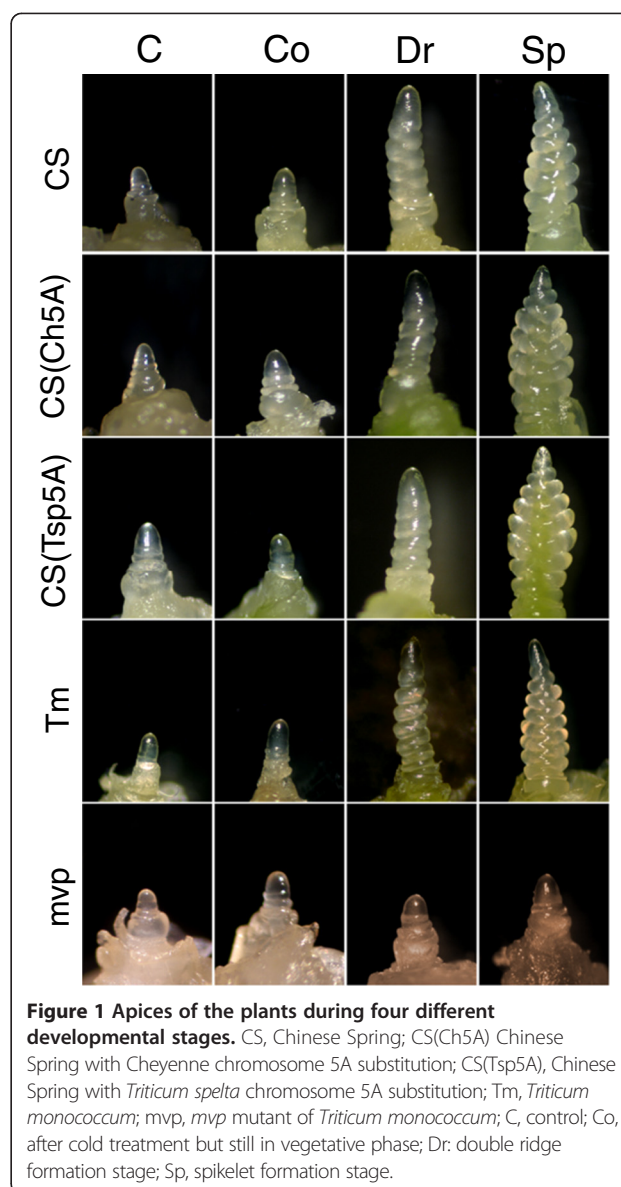 C Co Dr Sp
CS
CS(Ch5A)
CS(Tsp5A)
Tm
mvp
Figure 1 Apices of the plants during four different
developmental stages. CS, Chinese Spring; CS(Ch5A) Chinese
Spring with Cheyenne chromosome 5A substitution; CS(Tsp5A), Chinese
Spring with Triticum spelta chromosome 5A substitution; Tm, Triticum
monococcum; mvp, mvp mutant of Triticum monococcum; C, control; Co,
after cold treatment but still in vegetative phase; Dr: double ridge
formation stage; Sp, spikelet formation stage.